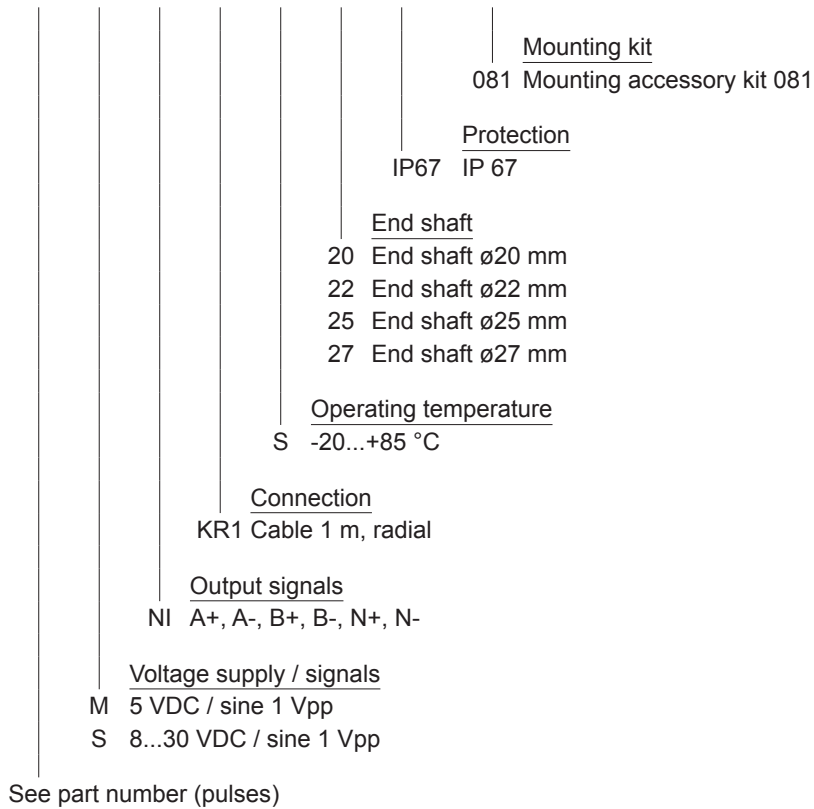 Mounting kit
081 Mounting accessory kit 081
Protection
IP67 IP 67
End shaft
20 End shaft ø20 mm
22 End shaft ø22 mm
25 End shaft ø25 mm
27 End shaft ø27 mm
Operating temperature
S -20...+85 °C
Connection
KR1 Cable 1 m, radial
Output signals
NI A+, A-, B+, B-, N+, N-
Voltage supply / signals
M 5 VDC / sine 1 Vpp
S 8...30 VDC / sine 1 Vpp
See part number (pulses)